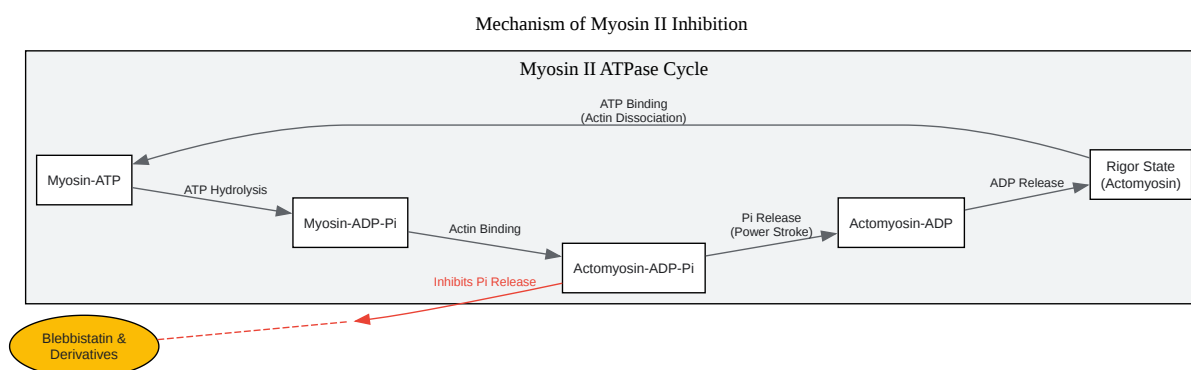 Mechanism of Myosin II Inhibition
Myosin II ATPase Cycle
ATP Binding
(Actin Dissociation)
Myosin-ATP
ATP Hydrolysis
Myosin-ADP-Pi
Actin Binding
Actomyosin-ADP-Pi
Pi Release
(Power Stroke)
Actomyosin-ADP
ADP Release
Rigor State
(Actomyosin)
Inhibits Pi Release
Blebbistatin &
Derivatives